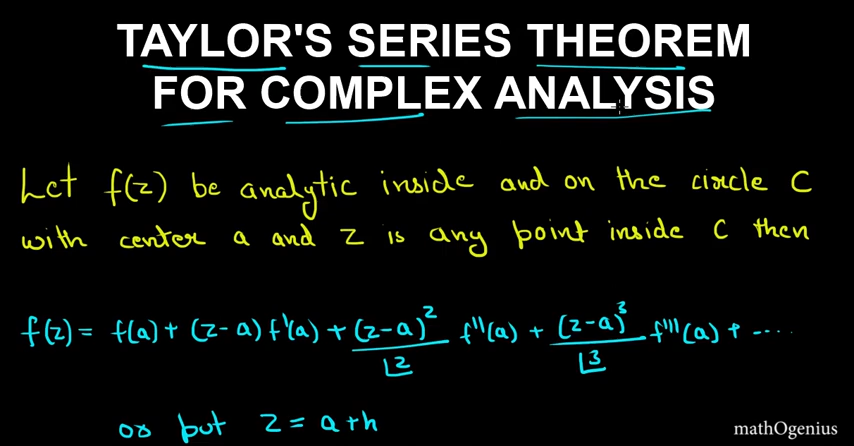 TAYLOR'S SERIES THEOREM
FOR COMPLEX ANALYSIS
Let f(z) be analytic inside and on the circle C
with center a and z is any point inside C then
f(z) = f(a) + (z-a) f'(a) + (z-a)²/⌊2 f''(a) + (z-a)³/⌊3 f'''(a) + ....
or put z = a+h
mathOgenius